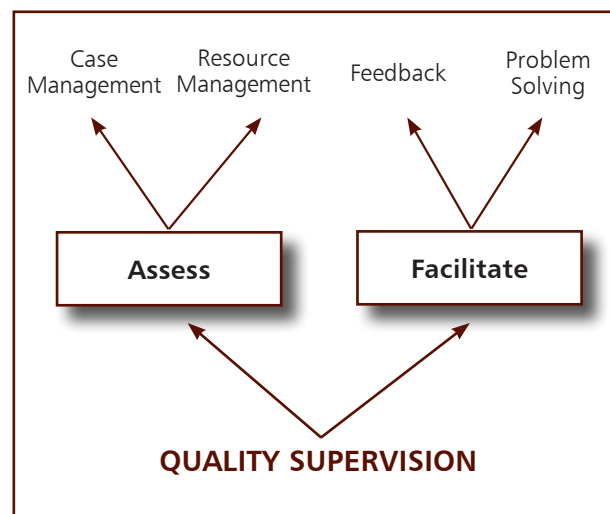 Case
Management
Resource
Management
Feedback
Problem
Solving
Assess
Facilitate
QUALITY SUPERVISION